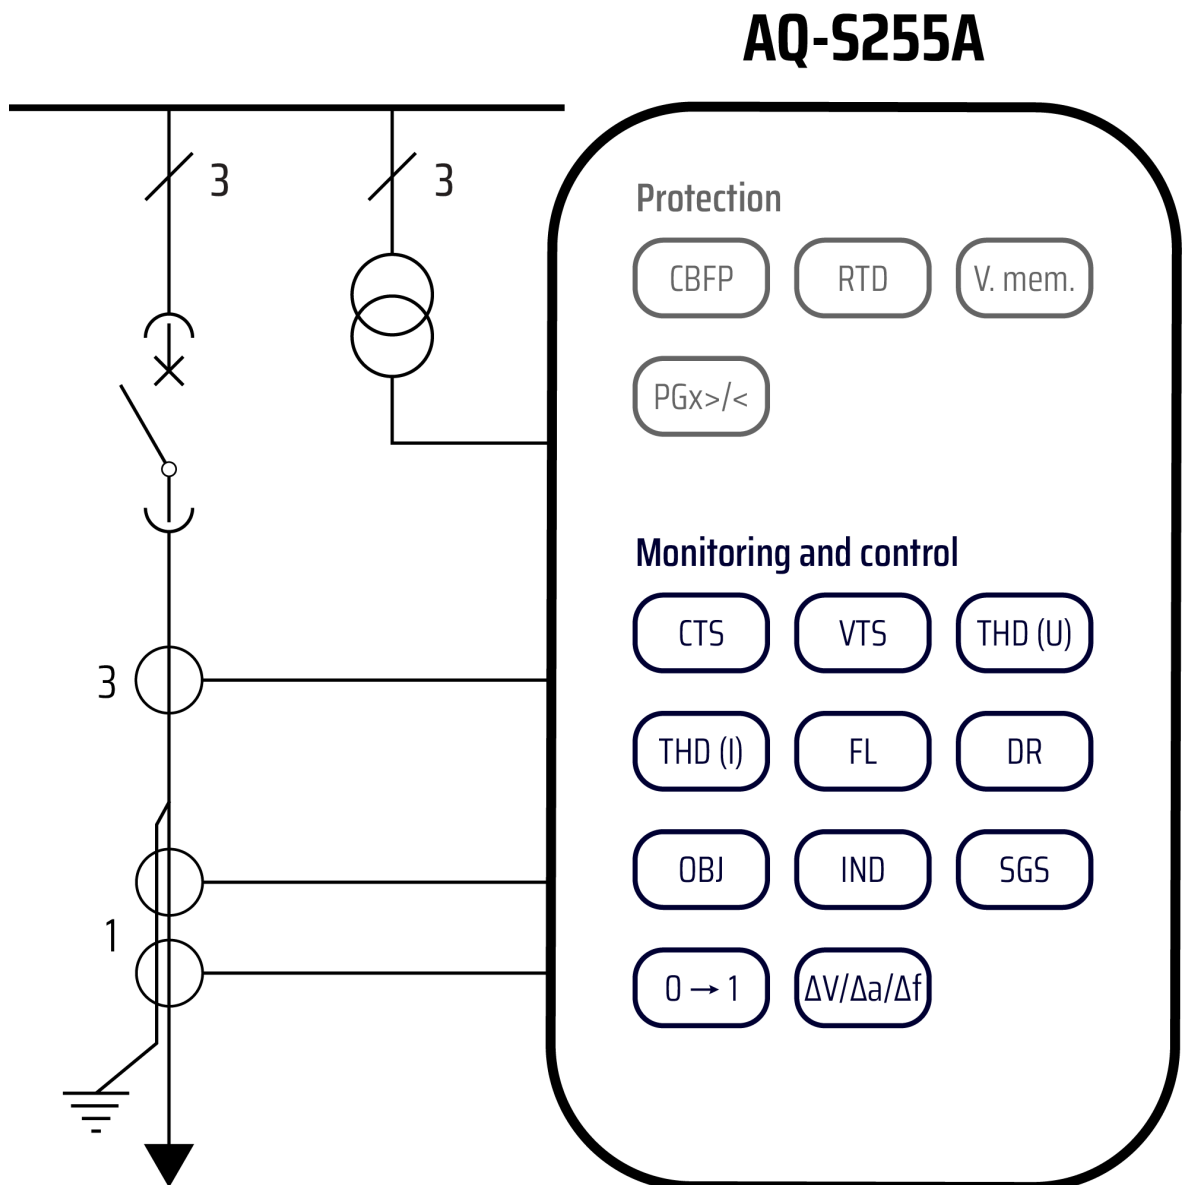 AQ-S255A
3
3
Protection
CBFP RTD V. mem.
PGx>/<
Monitoring and control
CTS VTS THD (U)
3
THD (I) FL DR
OBJ IND SGS
1
0 → 1 ΔV/Δa/Δf